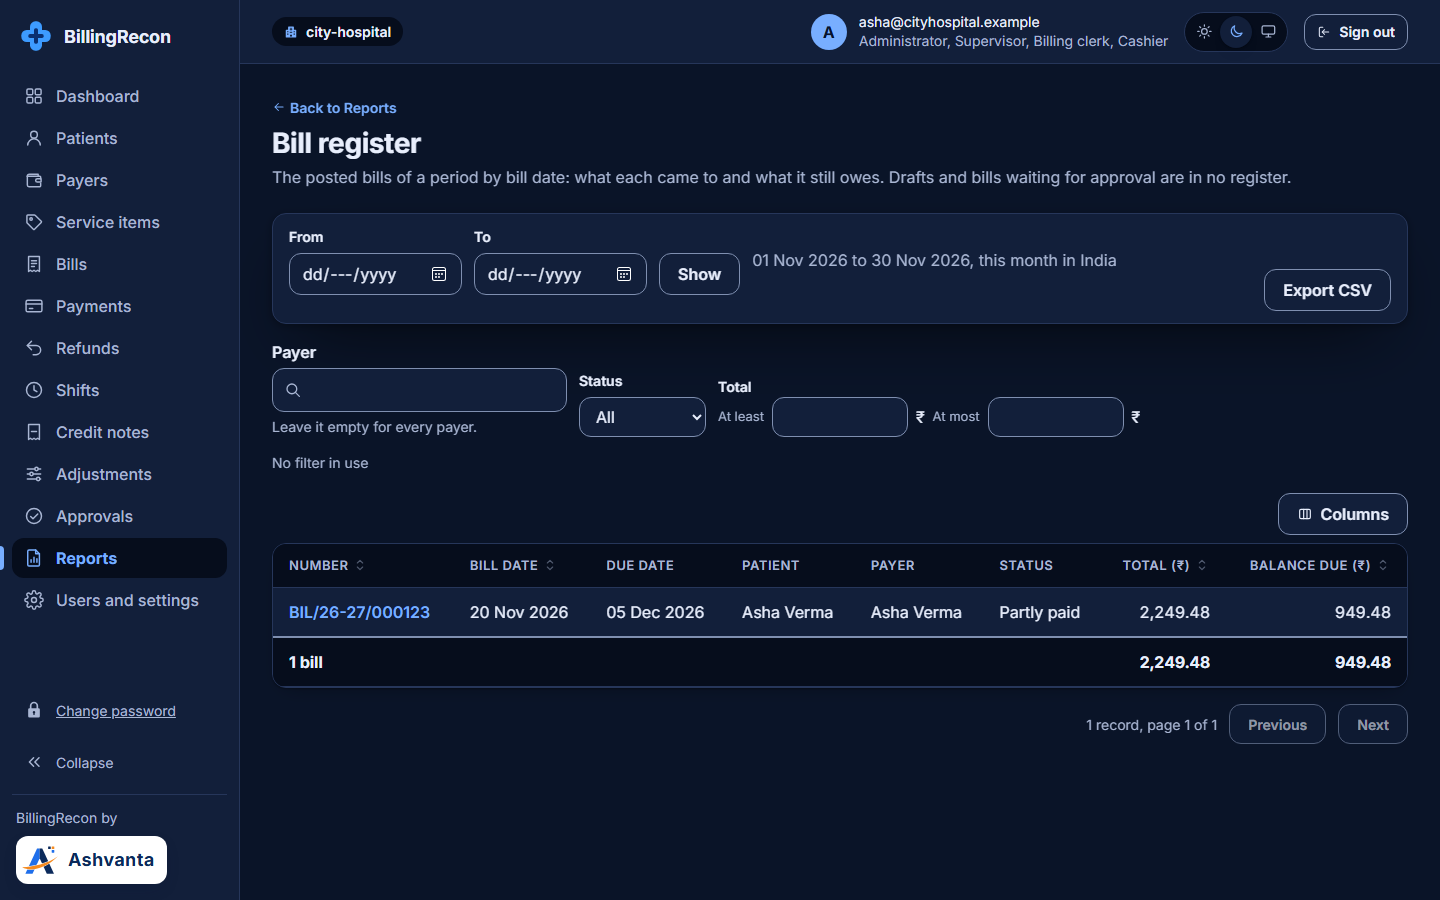 BillingRecon
Dashboard
Patients
Payers
Service items
Bills
Payments
Refunds
Shifts
Credit notes
Adjustments
Approvals
Reports
Users and settings
Change password
Collapse
BillingRecon by
Ashvanta
city-hospital
A
asha@cityhospital.example
Administrator, Supervisor, Billing clerk, Cashier
Sign out
Back to Reports
Bill register
The posted bills of a period by bill date: what each came to and what it still owes. Drafts and bills waiting for approval are in no register.
From To
dd/---/yyyy dd/---/yyyy Show 01 Nov 2026 to 30 Nov 2026, this month in India
Export CSV
Payer
Status Total
All At least ₹ At most ₹
Leave it empty for every payer.
No filter in use
Columns
NUMBER BILL DATE DUE DATE PATIENT PAYER STATUS TOTAL (₹) BALANCE DUE (₹)
BIL/26-27/000123 20 Nov 2026 05 Dec 2026 Asha Verma Asha Verma Partly paid 2,249.48 949.48
1 bill 2,249.48 949.48
1 record, page 1 of 1 Previous Next